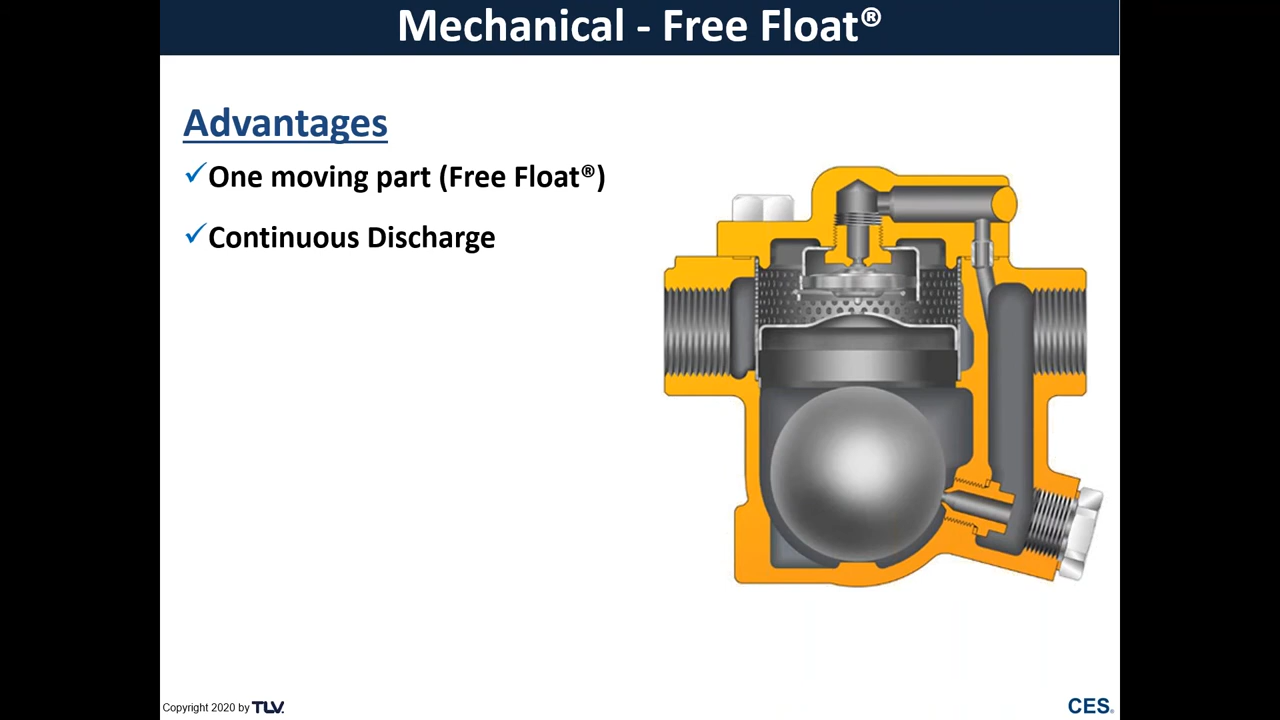 Mechanical - Free Float®
Advantages
✓One moving part (Free Float®)
✓Continuous Discharge
Copyright 2020 by TLV.
CES®